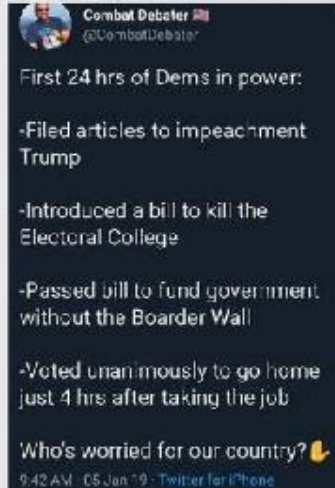 Combat Debater 🇺🇸
@CombatDebater
First 24 hrs of Dems in power:
-Filed articles to impeachment
Trump
-Introduced a bill to kill the
Electoral College
-Passed bill to fund government
without the Boarder Wall
-Voted unanimously to go home
just 4 hrs after taking the job
Who's worried for our country?✋
9:42 AM · 05 Jan 19 · Twitter for iPhone